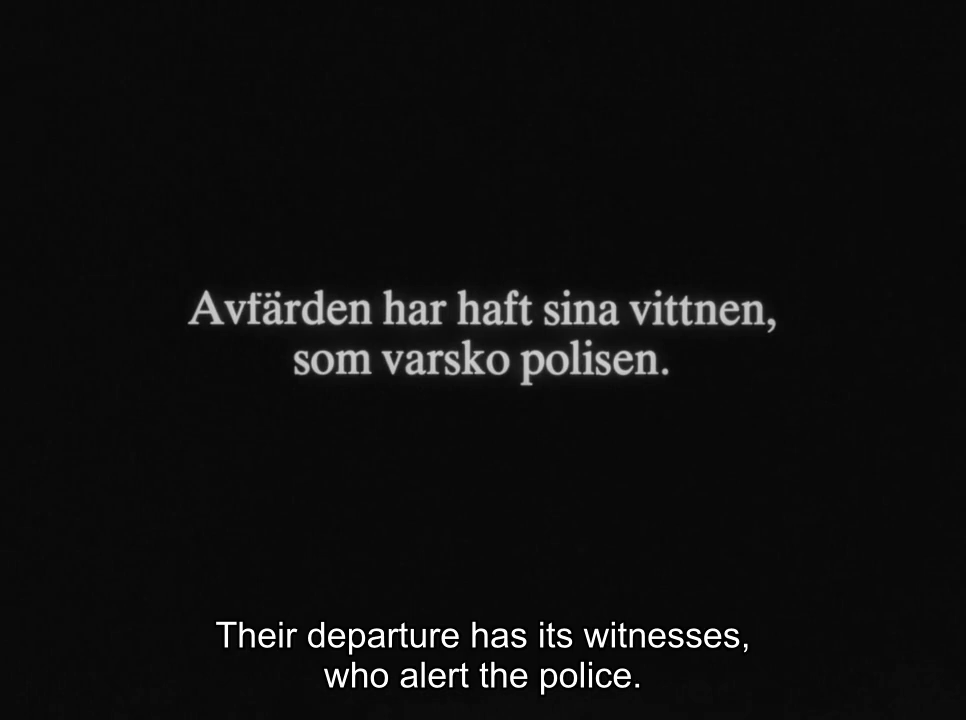 Avfärden har haft sina vittnen,
som varsko polisen.
Their departure has its witnesses,
who alert the police.